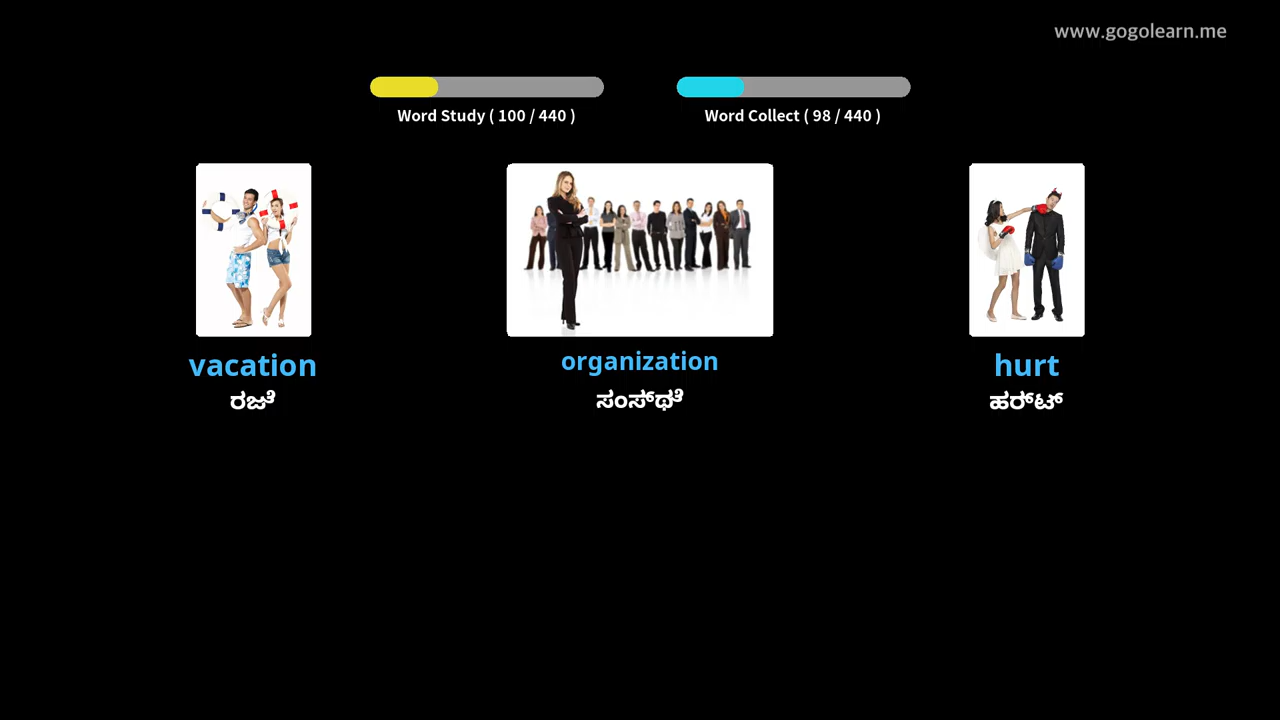 www.gogolearn.me
Word Study ( 100 / 440 )
Word Collect ( 98 / 440 )
vacation
organization
hurt
ರಜೆ
ಸಂಸ್ಥೆ
ಹರ್ಟ್